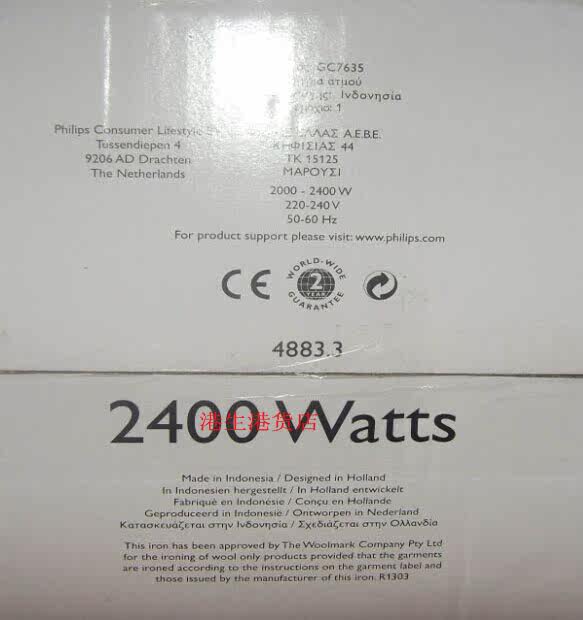 GC7635
ατμού
Ινδονησία
1
Philips Consumer Lifestyle
Tussendiepen 4
9206 AD Drachten
The Netherlands
Α.Ε.Β.Ε.
ΚΗΦΙΣΙΑΣ 44
ΤΚ 15125
ΜΑΡΟΥΣΙ
2000 - 2400 W
220-240 V
50-60 Hz
For product support please visit: www.philips.com
CE
WORLD-WIDE
2
YEAR
GUARANTEE
4883.3
2400 Watts
港生港货店
Made in Indonesia / Designed in Holland
In Indonesien hergestellt / In Holland entwickelt
Fabriqué en Indonésie / Conçu en Hollande
Geproduceerd in Indonesië / Ontworpen in Nederland
Κατασκευάζεται στην Ινδονησία / Σχεδιάζεται στην Ολλανδία
This iron has been approved by The Woolmark Company Pty Ltd
for the ironing of wool only products provided that the garments
are ironed according to the instructions on the garment label and
those issued by the manufacturer of this iron. R1303